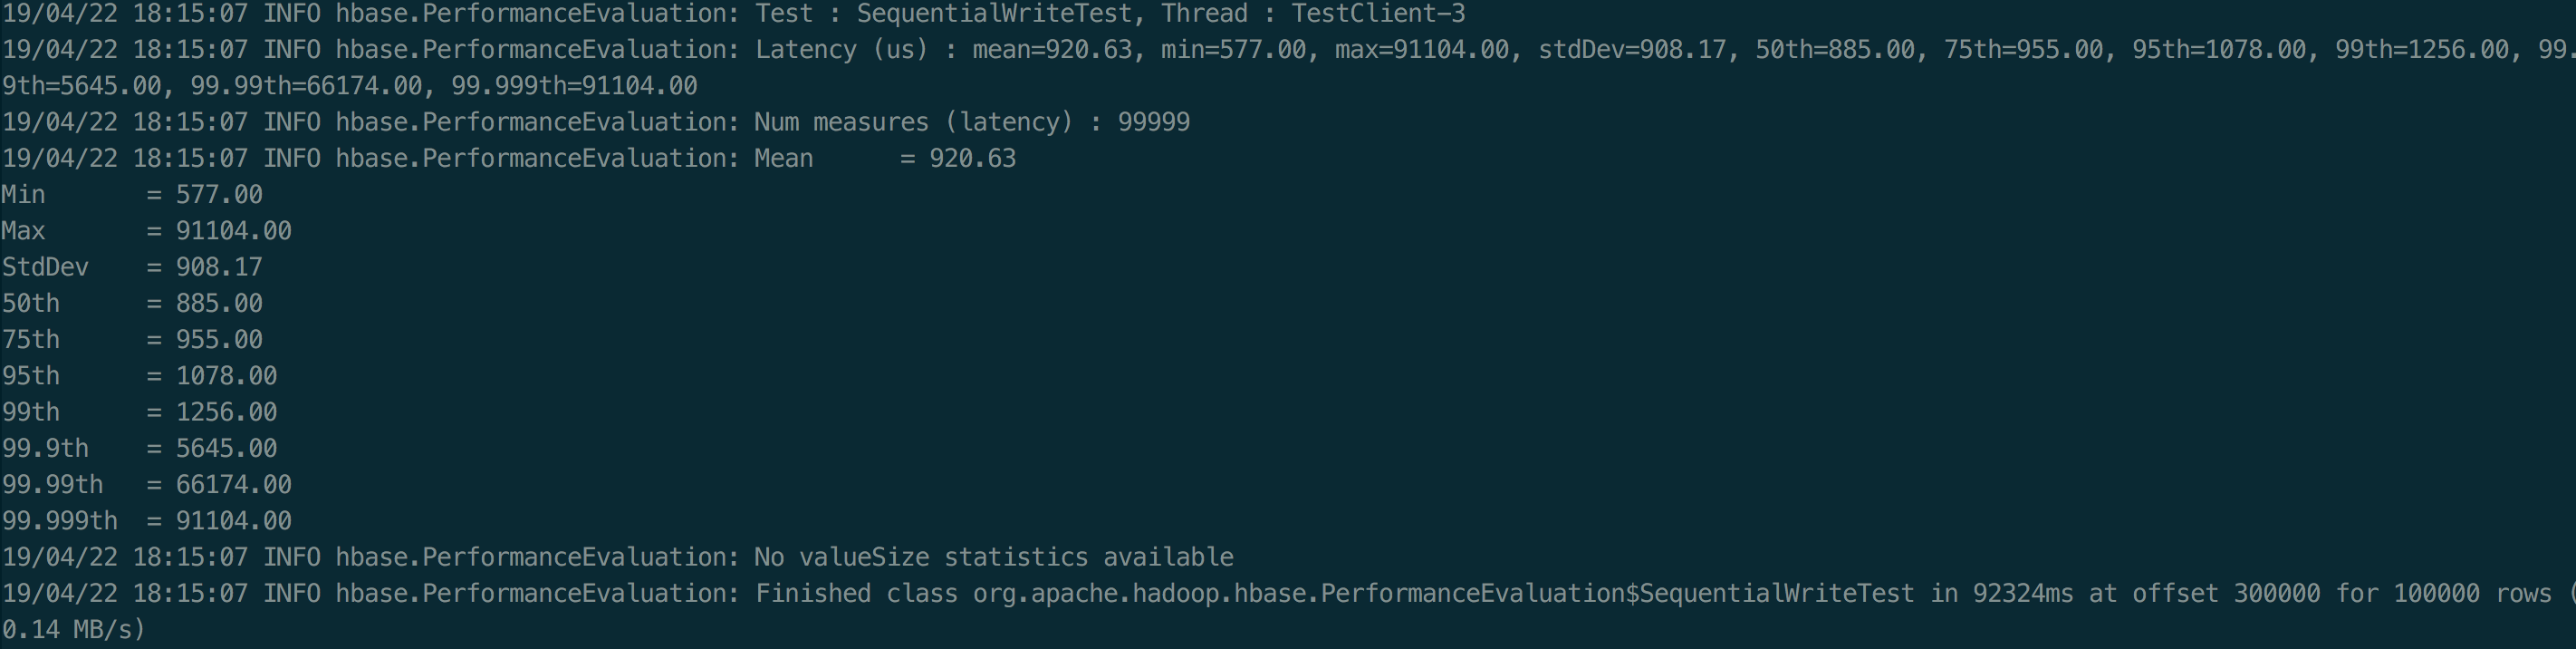 19/04/22 18:15:07 INFO hbase.PerformanceEvaluation: Test : SequentialWriteTest, Thread : TestClient-3
19/04/22 18:15:07 INFO hbase.PerformanceEvaluation: Latency (us) : mean=920.63, min=577.00, max=91104.00, stdDev=908.17, 50th=885.00, 75th=955.00, 95th=1078.00, 99th=1256.00, 99.
9th=5645.00, 99.99th=66174.00, 99.999th=91104.00
19/04/22 18:15:07 INFO hbase.PerformanceEvaluation: Num measures (latency) : 99999
19/04/22 18:15:07 INFO hbase.PerformanceEvaluation: Mean      = 920.63
Min       = 577.00
Max       = 91104.00
StdDev    = 908.17
50th      = 885.00
75th      = 955.00
95th      = 1078.00
99th      = 1256.00
99.9th    = 5645.00
99.99th   = 66174.00
99.999th  = 91104.00
19/04/22 18:15:07 INFO hbase.PerformanceEvaluation: No valueSize statistics available
19/04/22 18:15:07 INFO hbase.PerformanceEvaluation: Finished class org.apache.hadoop.hbase.PerformanceEvaluation$SequentialWriteTest in 92324ms at offset 300000 for 100000 rows (
0.14 MB/s)